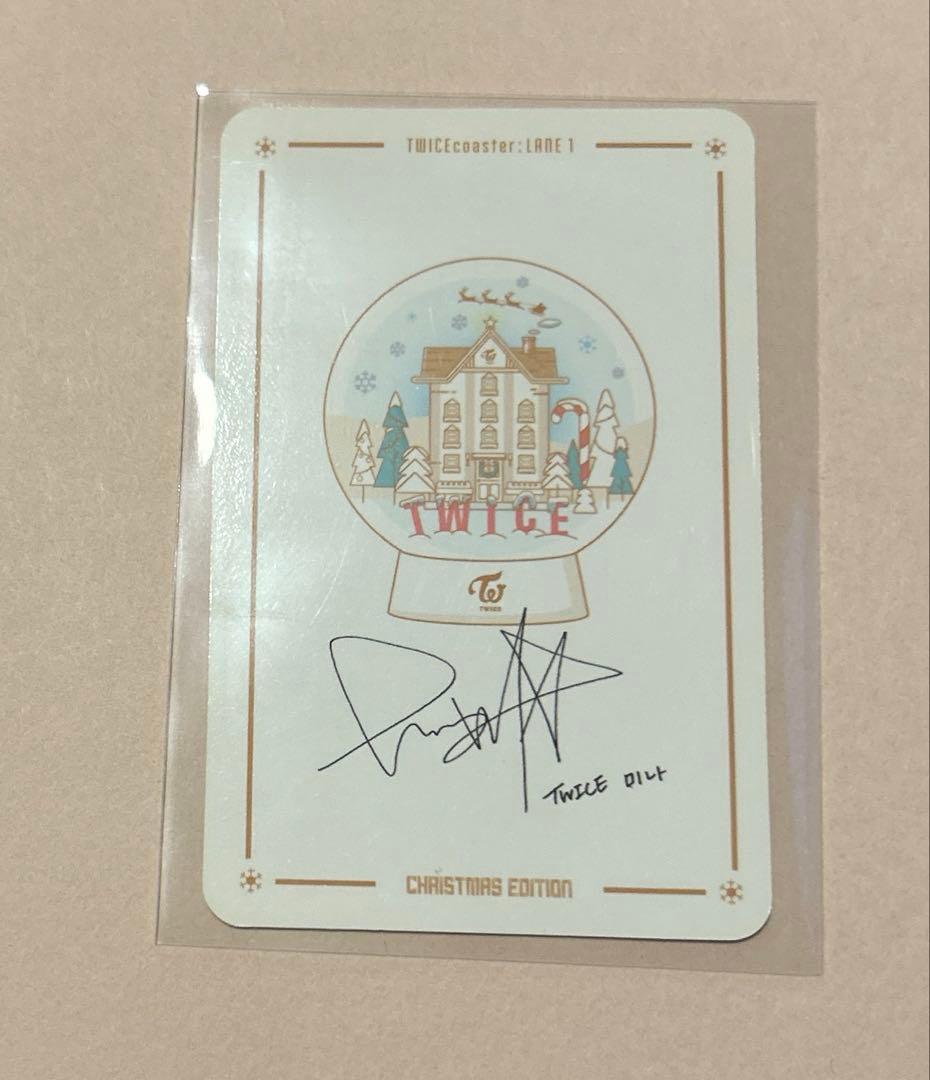 TWICEcoaster:LANE 1
TWICE
TWICE
TWICE 미나
CHRISTMAS EDITION